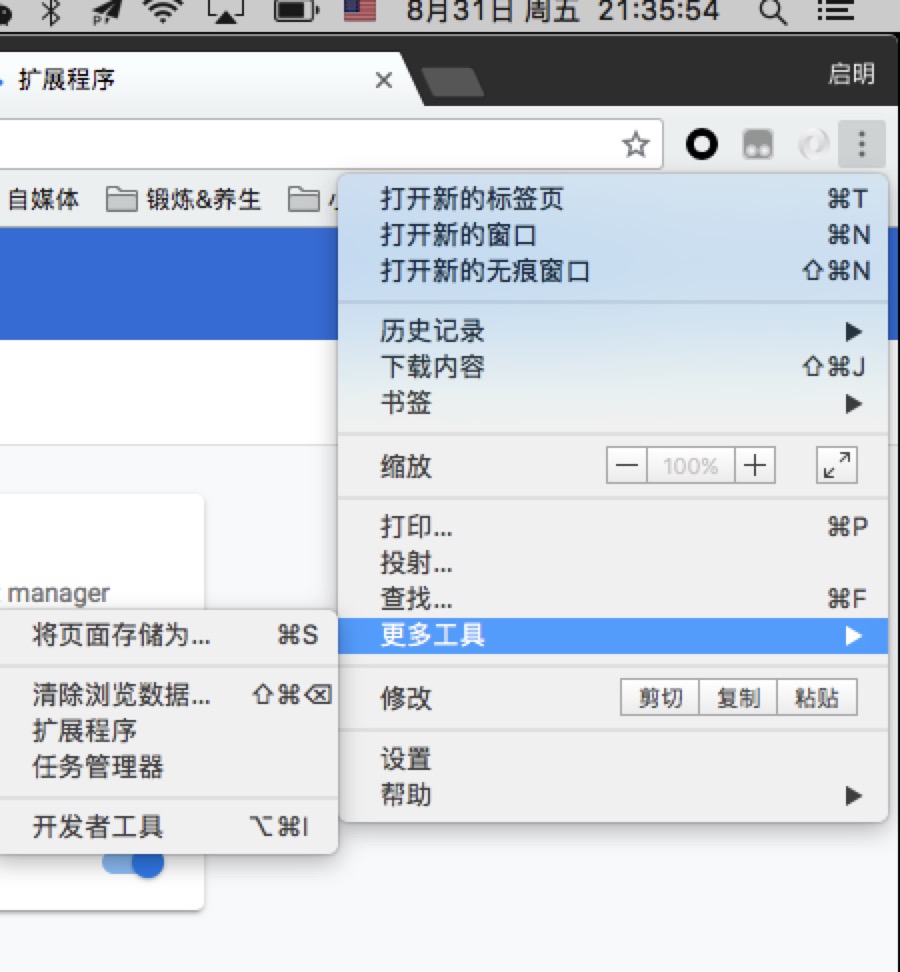 8月31日 周五 21:35:54
扩展程序
启明
自媒体 锻炼&养生
打开新的标签页 ⌘T
打开新的窗口 ⌘N
打开新的无痕窗口 ⇧⌘N
历史记录 ▶
下载内容 ⇧⌘J
书签 ▶
缩放 — 100% +
打印... ⌘P
投射...
查找... ⌘F
更多工具 ▶
修改 剪切 复制 粘贴
设置
帮助 ▶
manager
将页面存储为... ⌘S
清除浏览数据... ⇧⌘⌫
扩展程序
任务管理器
开发者工具 ⌥⌘I